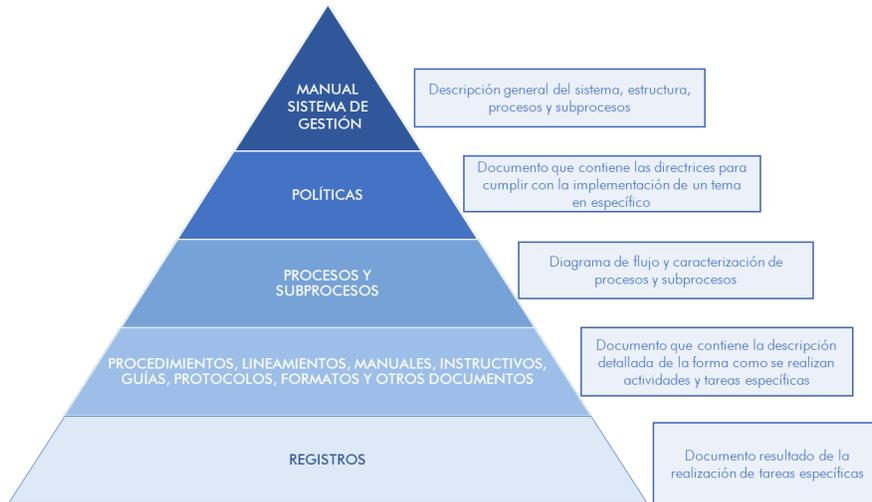 MANUAL
SISTEMA DE
GESTIÓN
Descripción general del sistema, estructura,
procesos y subprocesos
POLÍTICAS
Documento que contiene las directrices para
cumplir con la implementación de un tema
en específico
PROCESOS Y
SUBPROCESOS
Diagrama de flujo y caracterización de
procesos y subprocesos
PROCEDIMIENTOS, LINEAMIENTOS, MANUALES, INSTRUCTIVOS,
GUÍAS, PROTOCOLOS, FORMATOS Y OTROS DOCUMENTOS
Documento que contiene la descripción
detallada de la forma como se realizan
actividades y tareas específicas
REGISTROS
Documento resultado de la
realización de tareas específicas